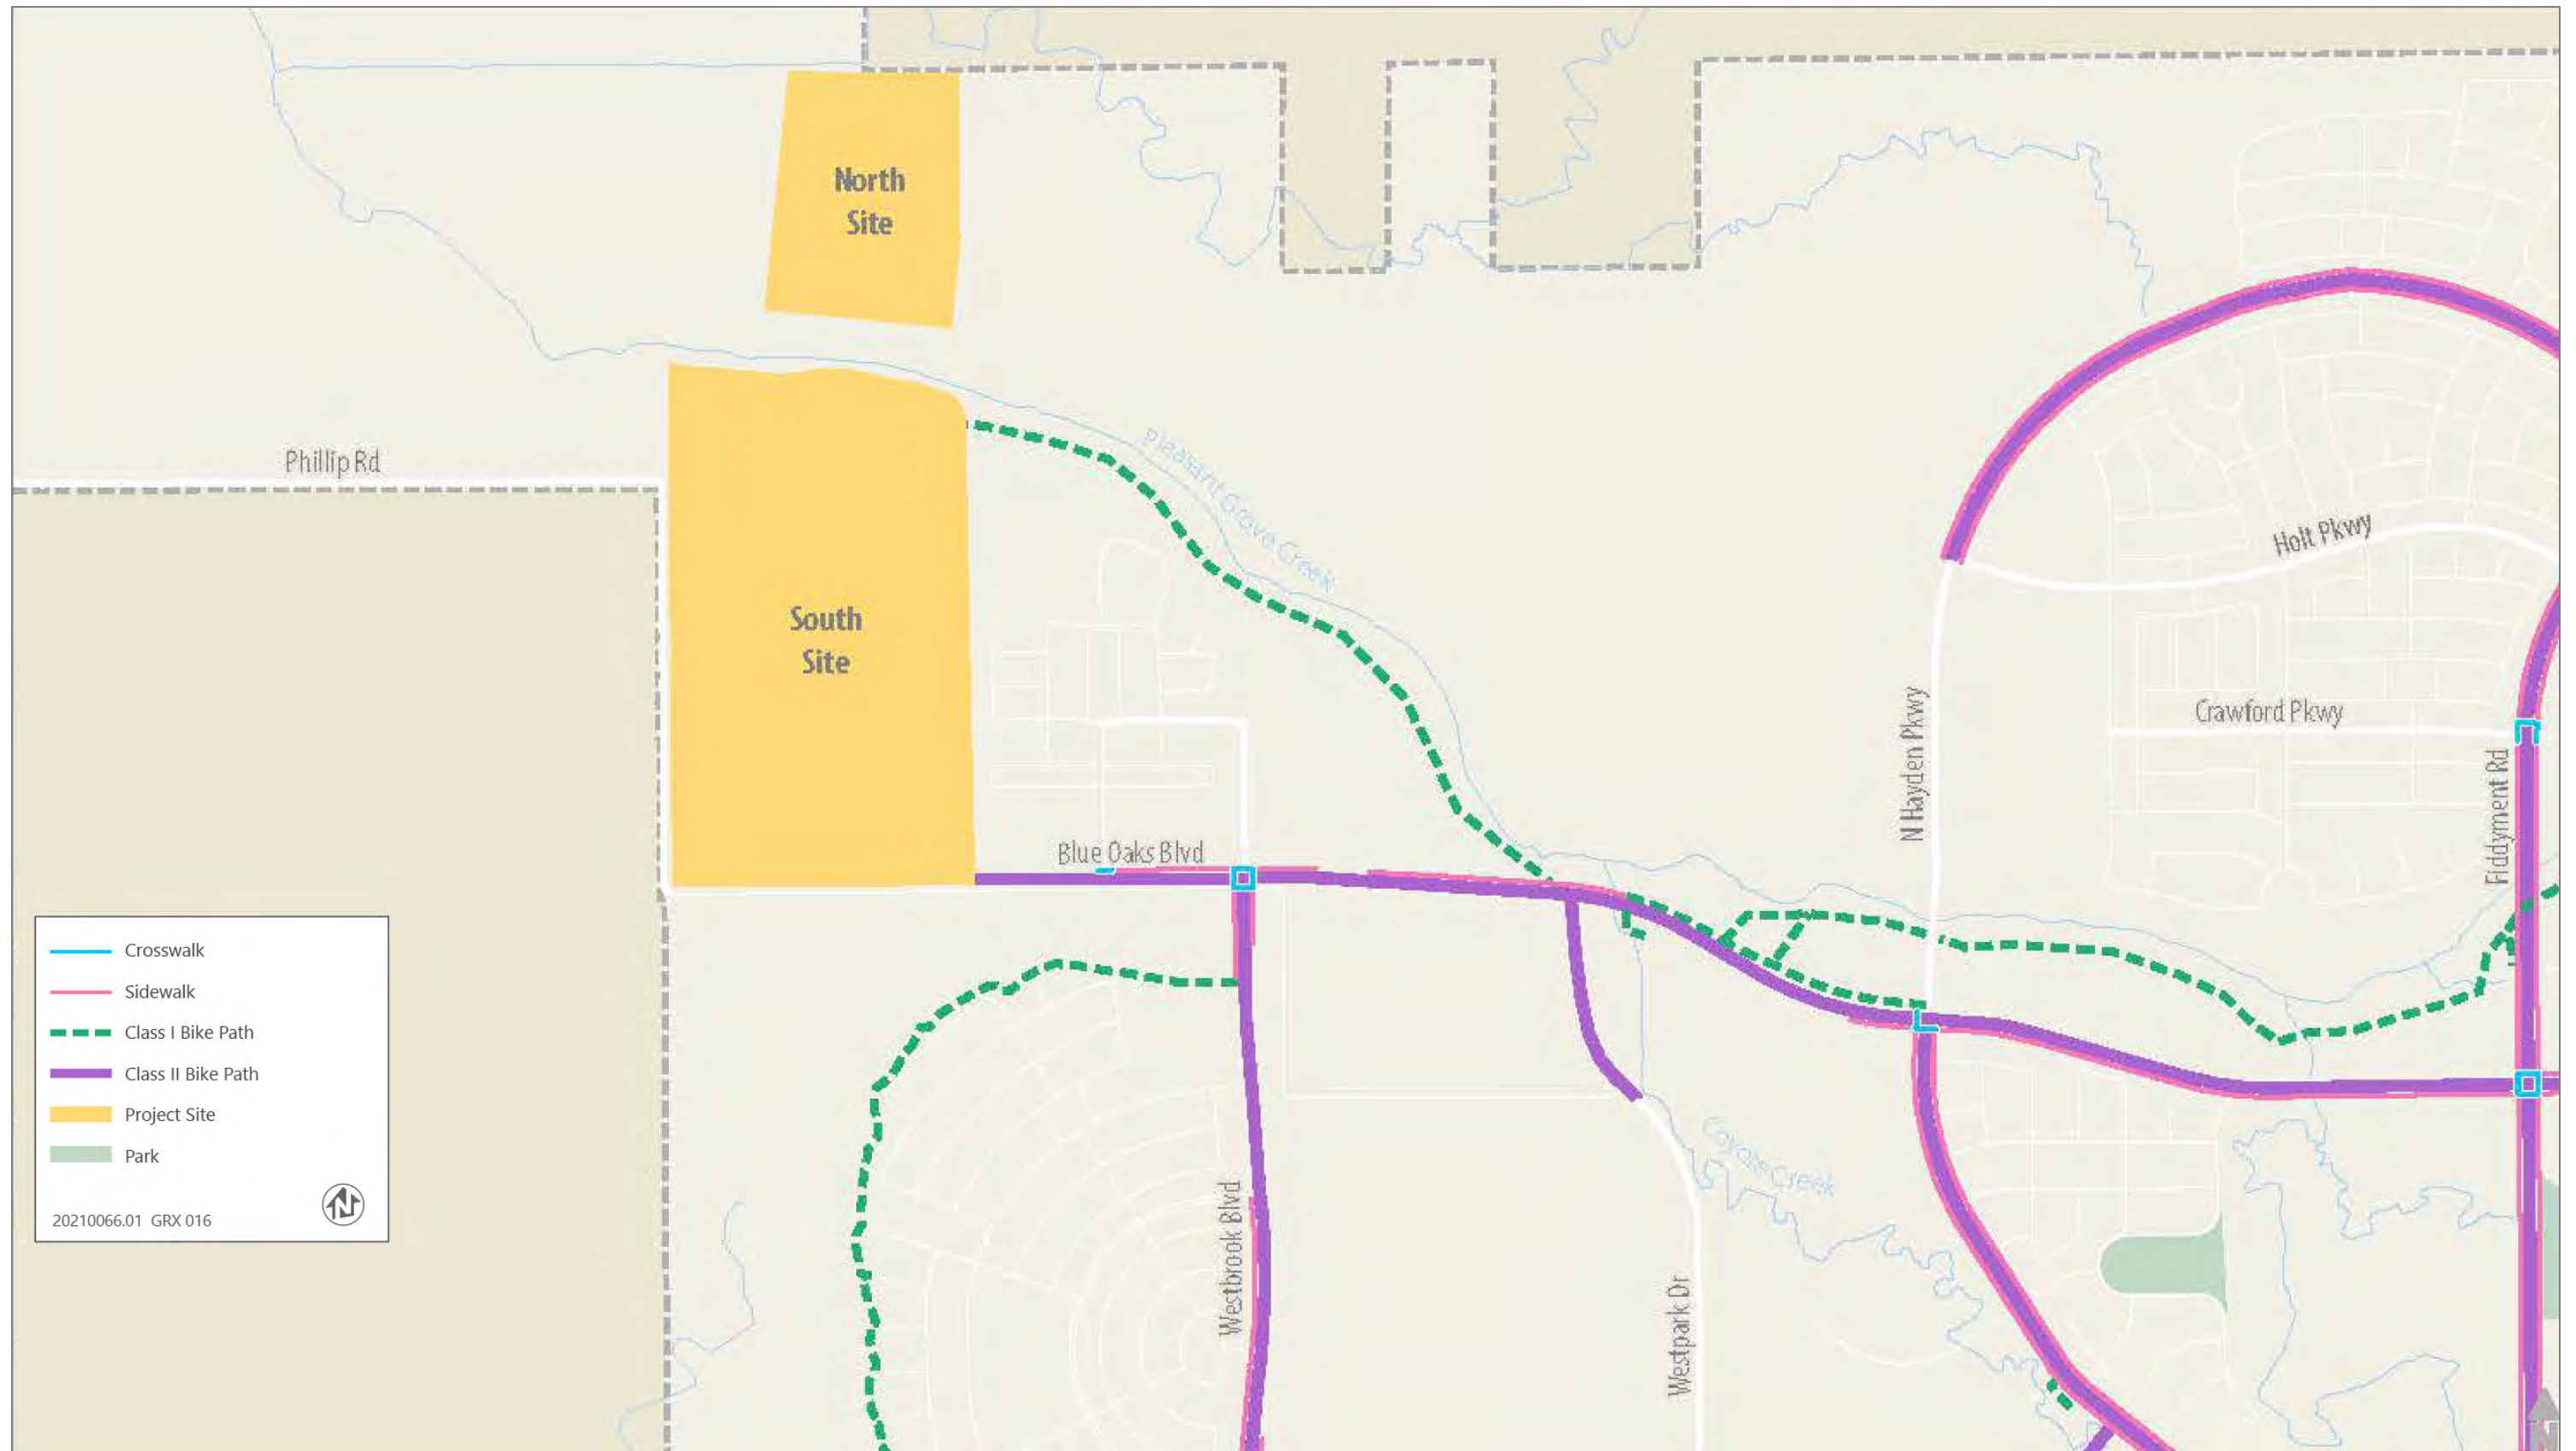 North
Site
Phillip Rd
Pleasant Grove Creek
Holt Pkwy
South
Site
N Hayden Pkwy
Crawford Pkwy
Fiddyment Rd
Blue Oaks Blvd
Crosswalk
Sidewalk
Class I Bike Path
Class II Bike Path
Project Site
Park
20210066.01 GRX 016
N
Coyote Creek
Westbrook Blvd
Westpark Dr